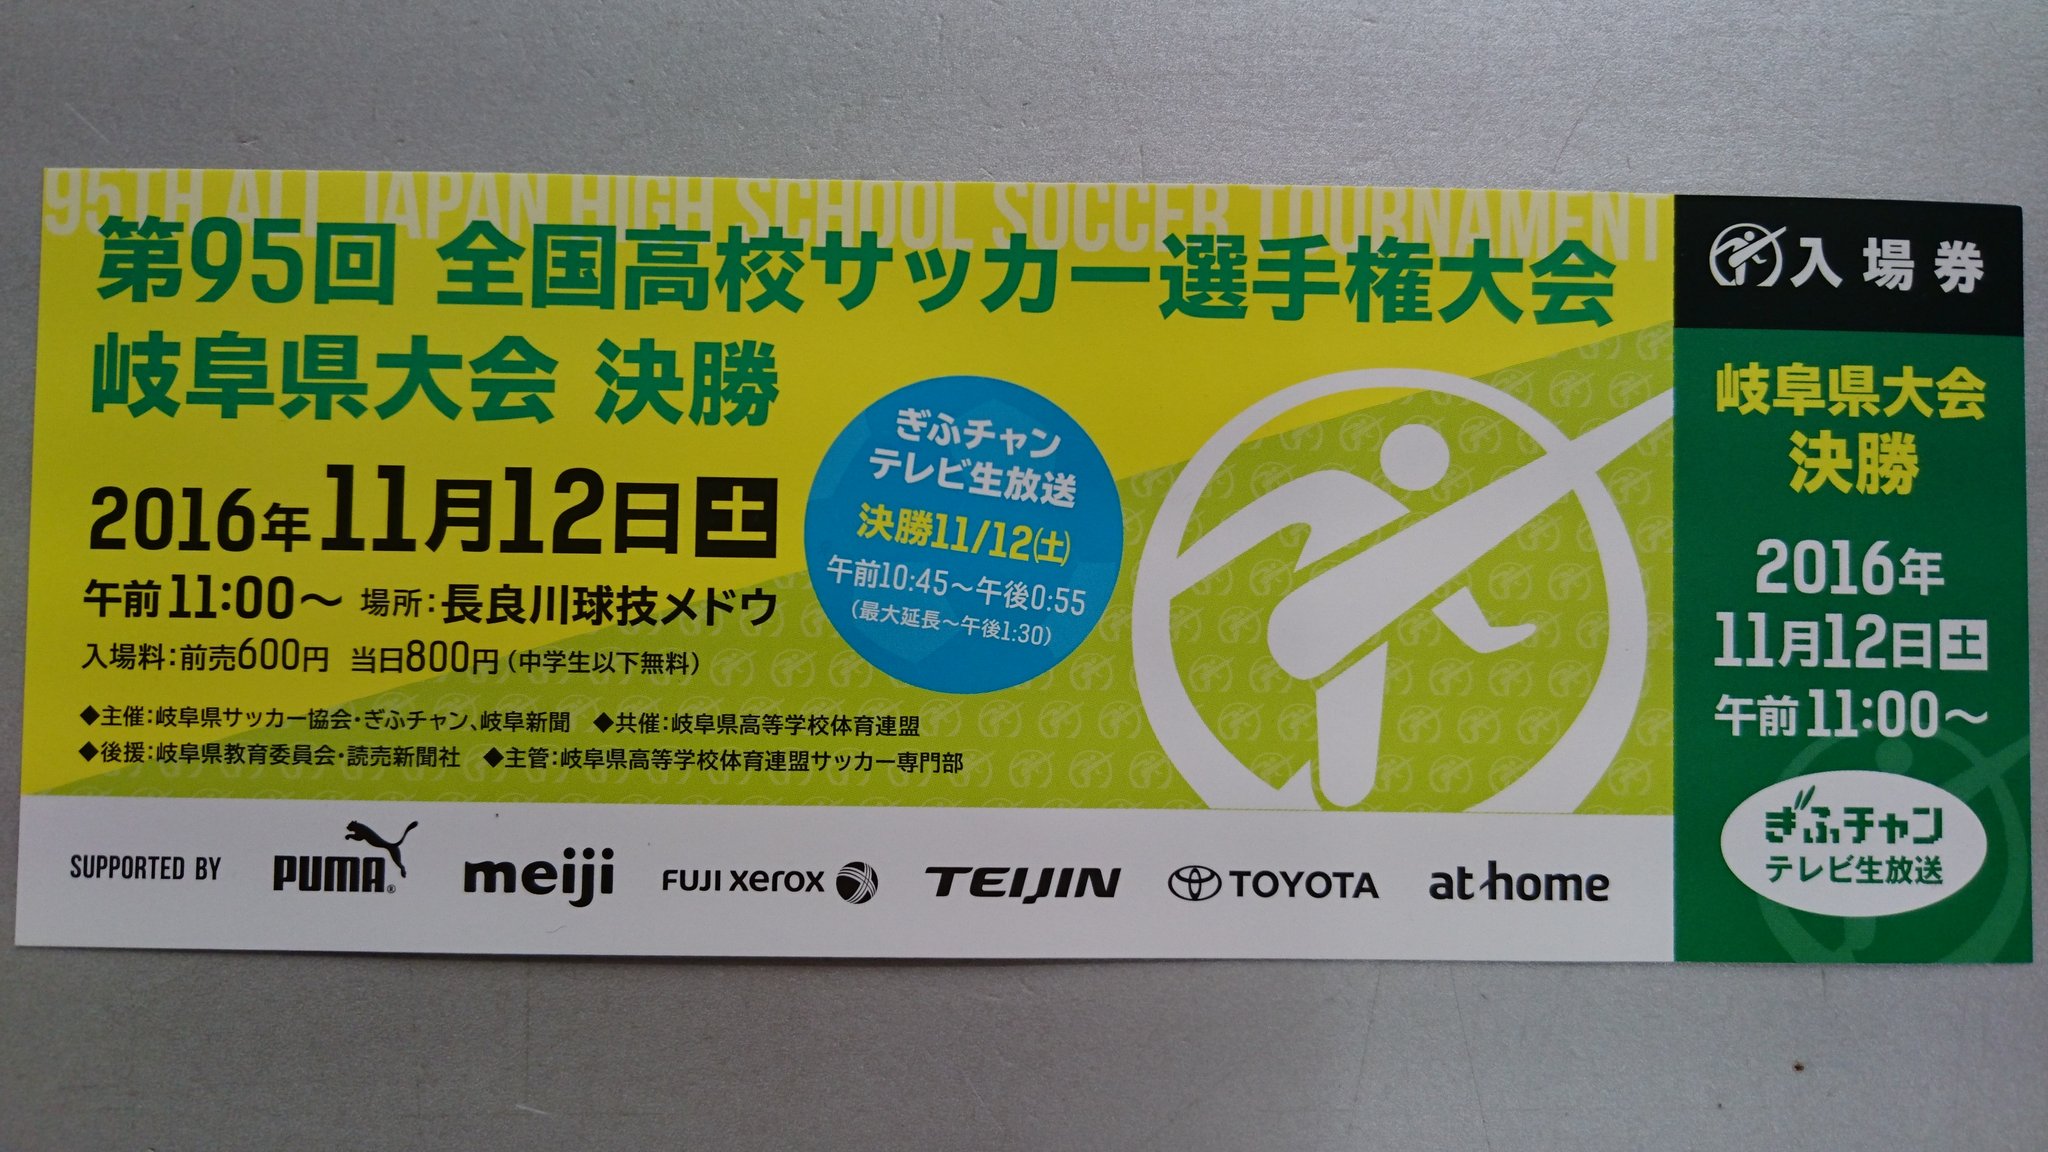 95TH ALL JAPAN HIGH SCHOOL SOCCER TOURNAMENT
第95回 全国高校サッカー選手権大会
岐阜県大会 決勝
2016年11月12日土
午前11:00～ 場所:長良川球技メドウ
入場料:前売600円 当日800円(中学生以下無料)
◆主催:岐阜県サッカー協会・ぎふチャン、岐阜新聞 ◆共催:岐阜県高等学校体育連盟
◆後援:岐阜県教育委員会・読売新聞社 ◆主管:岐阜県高等学校体育連盟サッカー専門部
ぎふチャン
テレビ生放送
決勝11/12(土)
午前10:45～午後0:55
(最大延長～午後1:30)
SUPPORTED BY PUMA® meiji FUJI xerox TEIJIN TOYOTA at home
入場券
岐阜県大会
決勝
2016年
11月12日土
午前11:00～
ぎふチャン
テレビ生放送